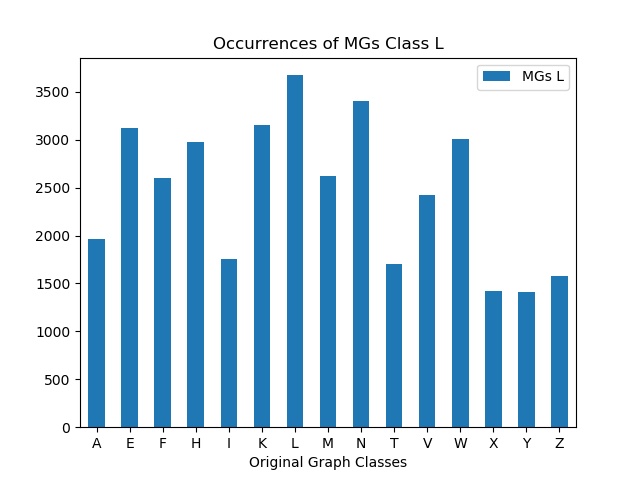 Occurrences of MGs Class L
MGs L
3500
3000
2500
2000
1500
1000
500
0
A E F H I K L M N T V W X Y Z
Original Graph Classes